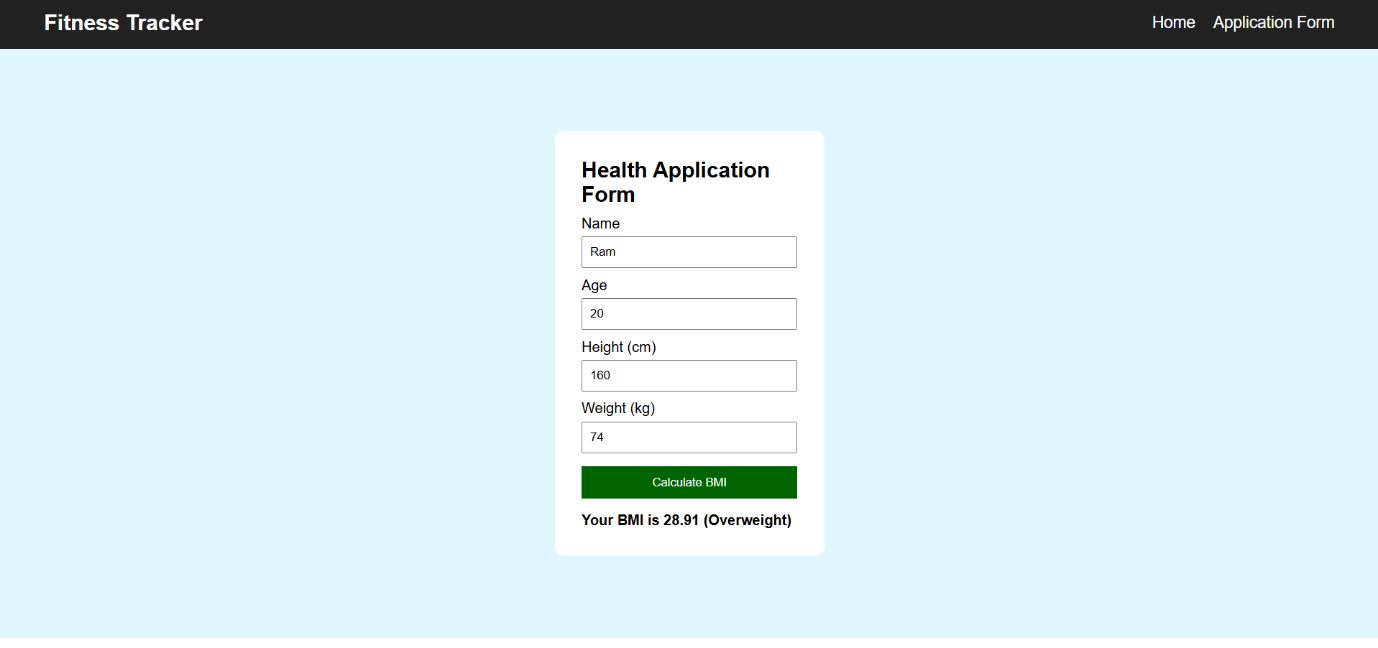 Fitness Tracker
Home Application Form
Health Application
Form
Name
Ram
Age
20
Height (cm)
160
Weight (kg)
74
Calculate BMI
Your BMI is 28.91 (Overweight)